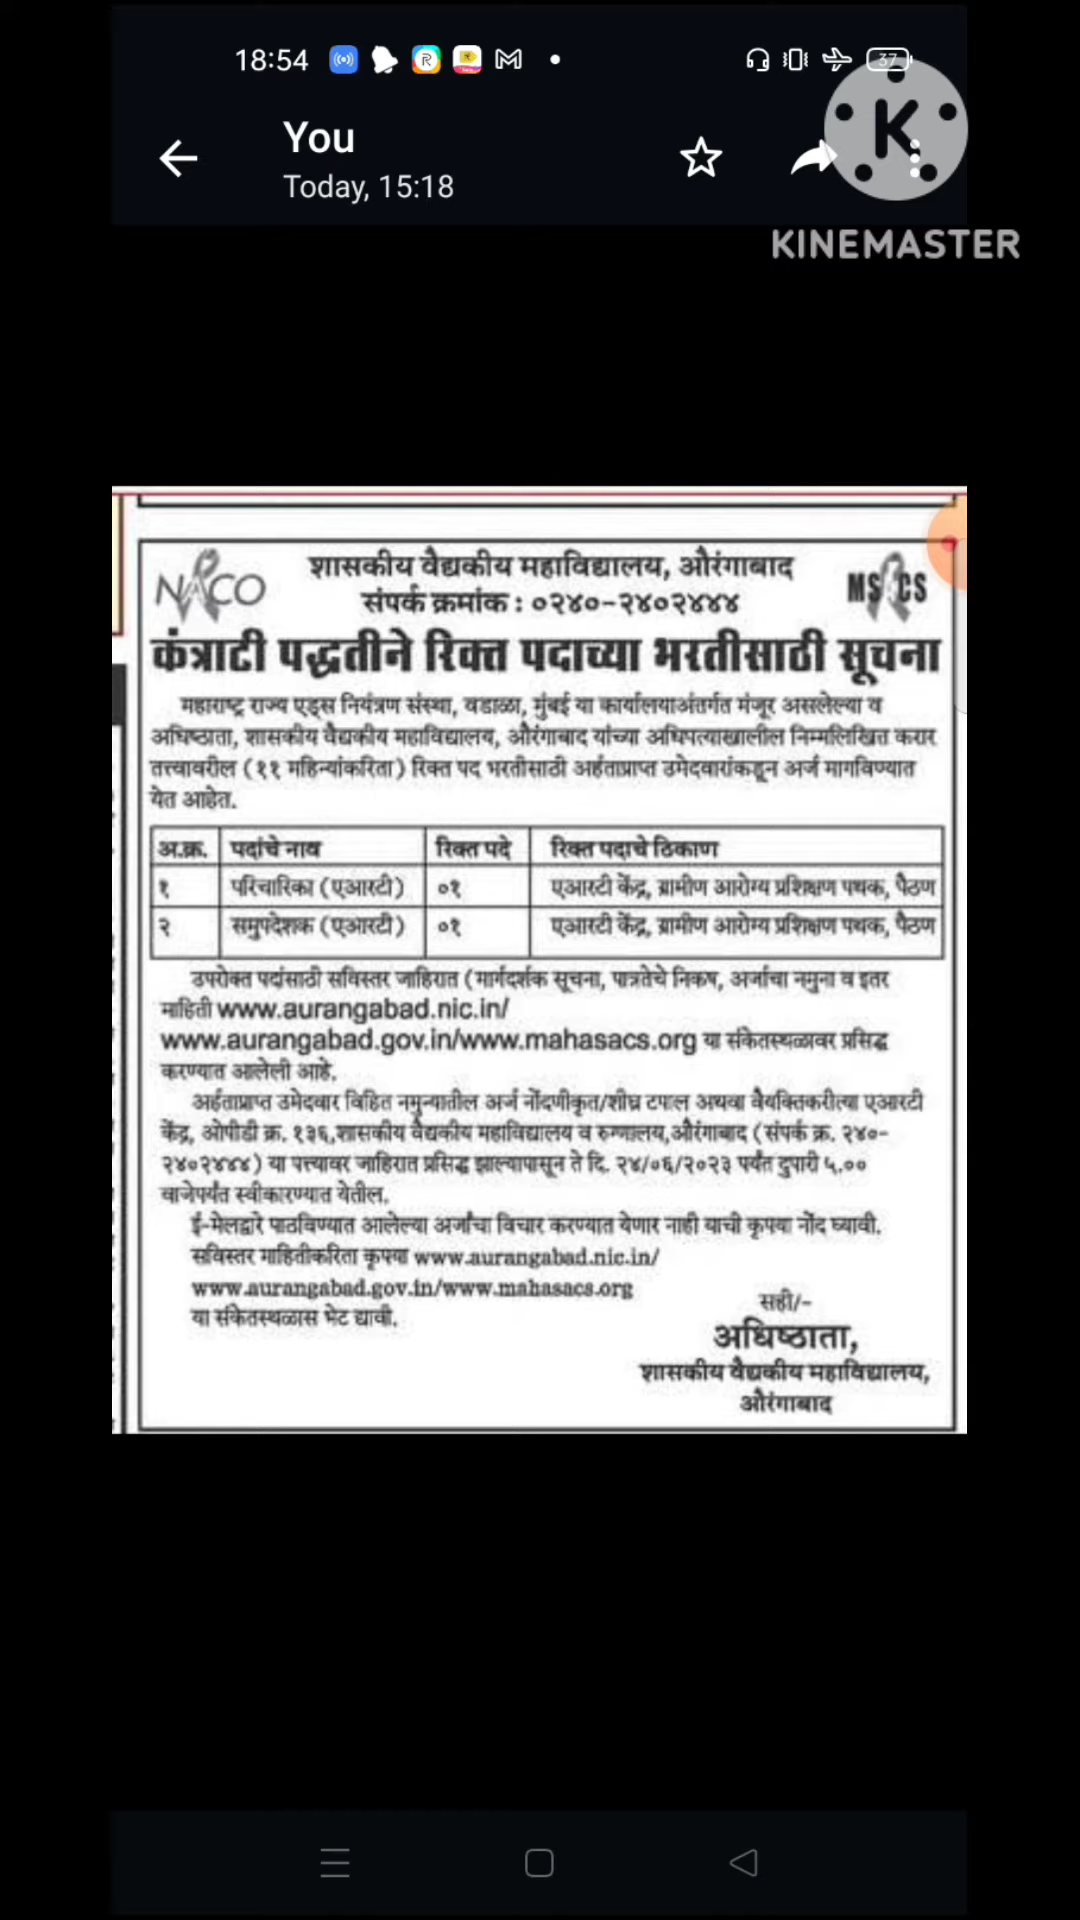 18:54
37
You
Today, 15:18
K
KINEMASTER
NACO
शासकीय वैद्यकीय महाविद्यालय, औरंगाबाद
MSACS
संपर्क क्रमांक : ०२४०-२४०२४४४
कंत्राटी पद्धतीने रिक्त पदाच्या भरतीसाठी सूचना
महाराष्ट्र राज्य एड्स नियंत्रण संस्था, वडाळा, मुंबई या कार्यालयाअंतर्गत मंजूर असलेल्या व
अधिष्ठाता, शासकीय वैद्यकीय महाविद्यालय, औरंगाबाद यांच्या अधिपत्याखालील निम्मलिखित करार
तत्त्वावरील (११ महिन्यांकरिता) रिक्त पद भरतीसाठी अर्हताप्राप्त उमेदवारांकडून अर्ज मागविण्यात
येत आहेत.
अ.क्र. पदांचे नाव रिक्त पदे रिक्त पदाचे ठिकाण
१ परिचारिका (एआरटी) ०१ एआरटी केंद्र, ग्रामीण आरोग्य प्रशिक्षण पथक, पैठण
२ समुपदेशक (एआरटी) ०१ एआरटी केंद्र, ग्रामीण आरोग्य प्रशिक्षण पथक, पैठण
उपरोक्त पदांसाठी सविस्तर जाहिरात (मार्गदर्शक सूचना, पात्रतेचे निकष, अर्जाचा नमुना व इतर
माहिती www.aurangabad.nic.in/
www.aurangabad.gov.in/www.mahasacs.org या संकेतस्थळावर प्रसिद्ध
करण्यात आलेली आहे.
अर्हताप्राप्त उमेदवार विहित नमुन्यातील अर्ज नोंदणीकृत/शीघ्र टपाल अथवा वैयक्तिकरीत्या एआरटी
केंद्र, ओपीडी क्र. १३६,शासकीय वैद्यकीय महाविद्यालय व रुग्णालय,औरंगाबाद (संपर्क क्र. २४०-
२४०२४४४) या पत्त्यावर जाहिरात प्रसिद्ध झाल्यापासून ते दि. २४/०६/२०२३ पर्यंत दुपारी ५.००
वाजेपर्यंत स्वीकारण्यात येतील.
ई-मेलद्वारे पाठविण्यात आलेल्या अर्जाचा विचार करण्यात येणार नाही याची कृपया नोंद घ्यावी.
सविस्तर माहितीकरिता कृपया www.aurangabad.nic.in/
www.aurangabad.gov.in/www.mahasacs.org
या संकेतस्थळास भेट द्यावी.
सही/-
अधिष्ठाता,
शासकीय वैद्यकीय महाविद्यालय,
औरंगाबाद